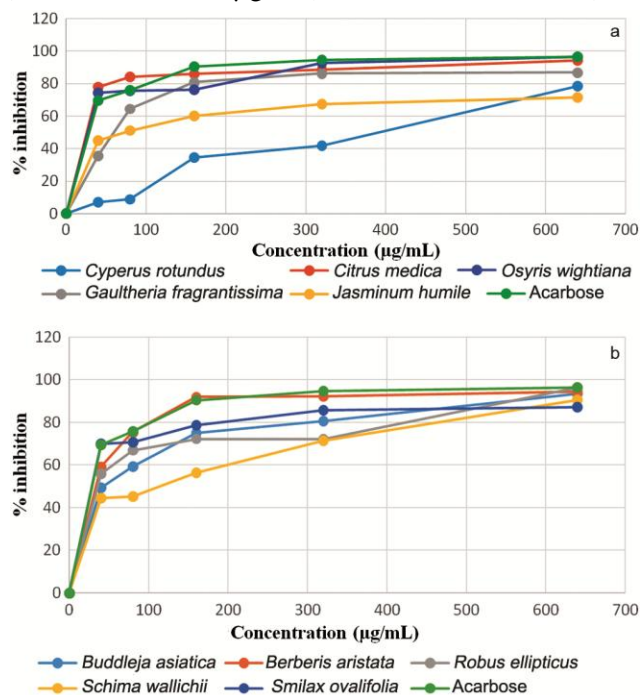 120
a
100
80
60
40
20
0
% inhibition
0 100 200 300 400 500 600 700
Concentration (µg/mL)
Cyperus rotundus Citrus medica Osyris wightiana
Gaultheria fragrantissima Jasminum humile Acarbose
120
b
100
80
60
40
20
0
% inhibition
0 100 200 300 400 500 600 700
Concentration (µg/mL)
Buddleja asiatica Berberis aristata Robus ellipticus
Schima wallichii Smilax ovalifolia Acarbose